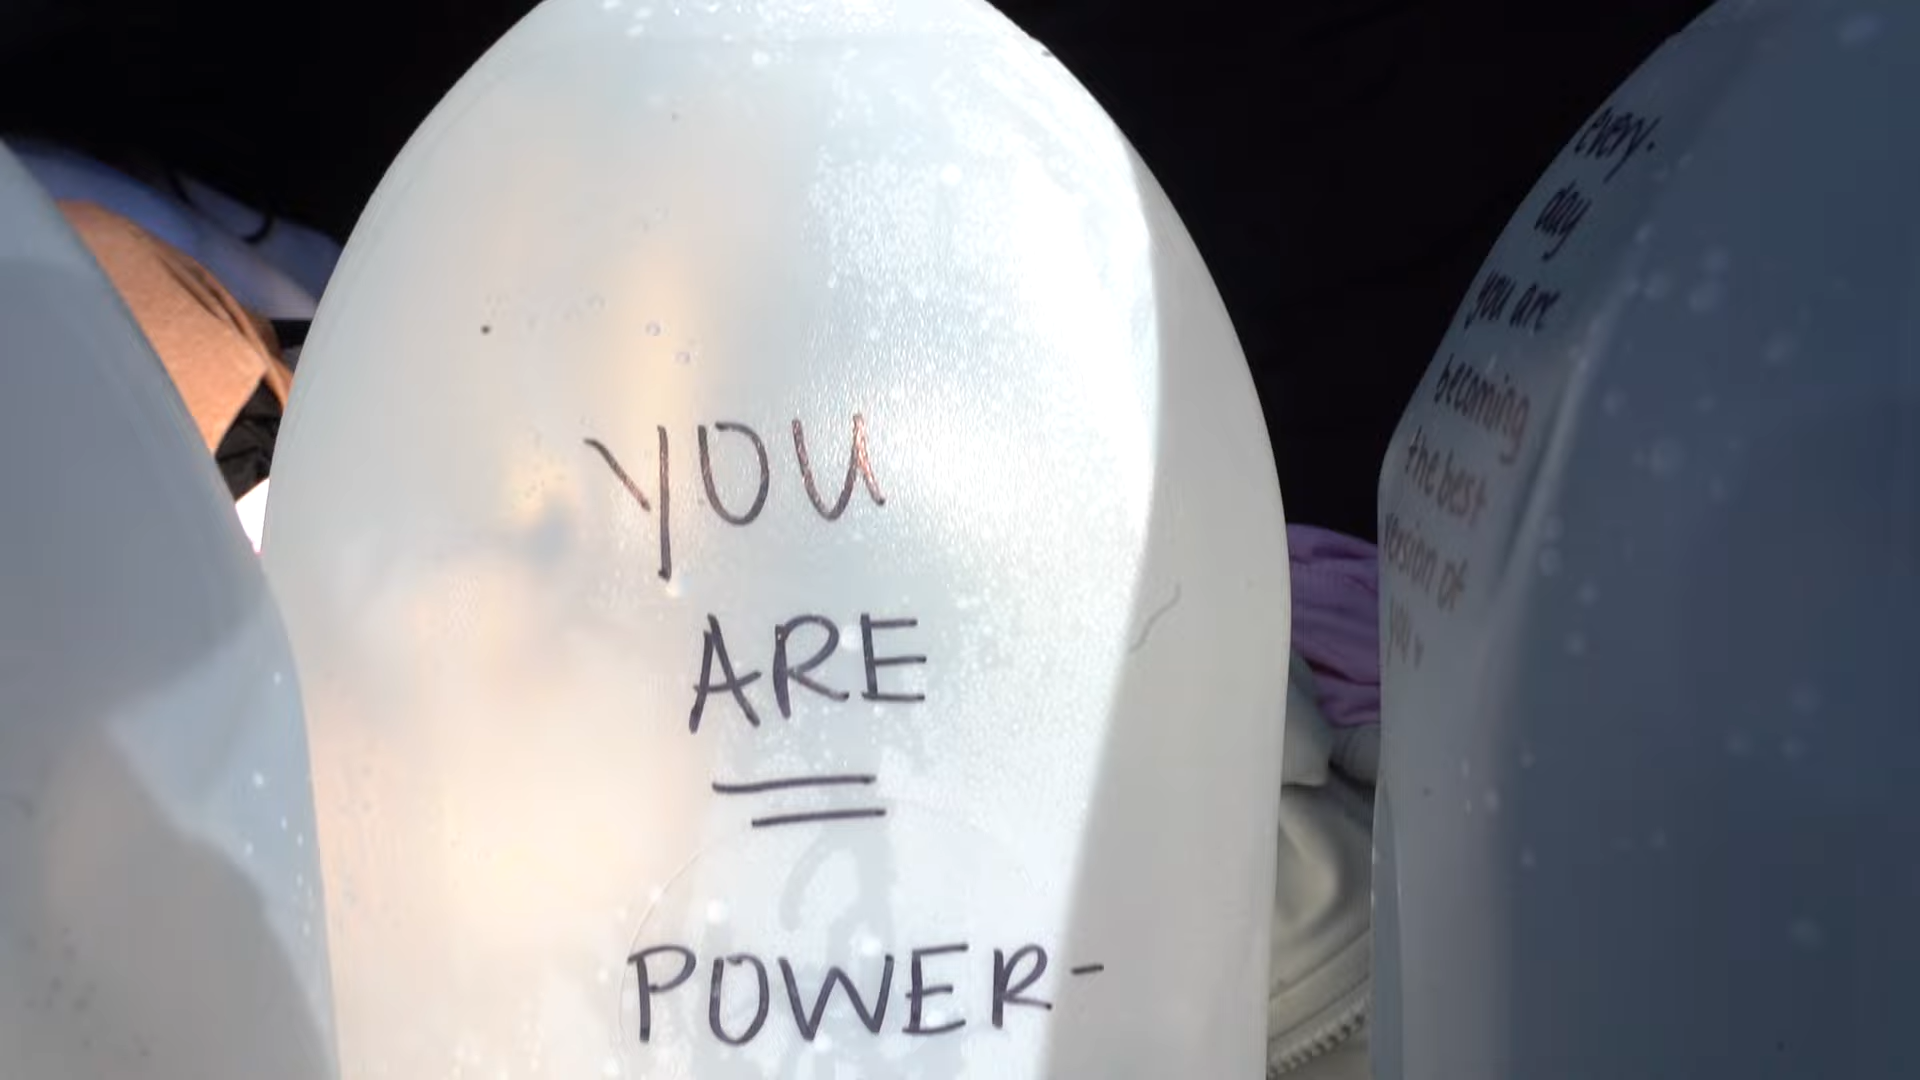 YOU
ARE
POWER-
every-
day
you are
becoming
the best
version of
you.